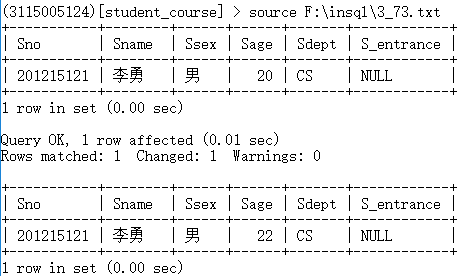 (3115005124)[student_course] > source F:\insql\3_73.txt
+-----------+-------+------+------+-------+------------+
| Sno       | Sname | Ssex | Sage | Sdept | S_entrance |
+-----------+-------+------+------+-------+------------+
| 201215121 | 李勇  | 男   |   20 | CS    | NULL       |
+-----------+-------+------+------+-------+------------+
1 row in set (0.00 sec)
Query OK, 1 row affected (0.01 sec)
Rows matched: 1  Changed: 1  Warnings: 0
+-----------+-------+------+------+-------+------------+
| Sno       | Sname | Ssex | Sage | Sdept | S_entrance |
+-----------+-------+------+------+-------+------------+
| 201215121 | 李勇  | 男   |   22 | CS    | NULL       |
+-----------+-------+------+------+-------+------------+
1 row in set (0.00 sec)